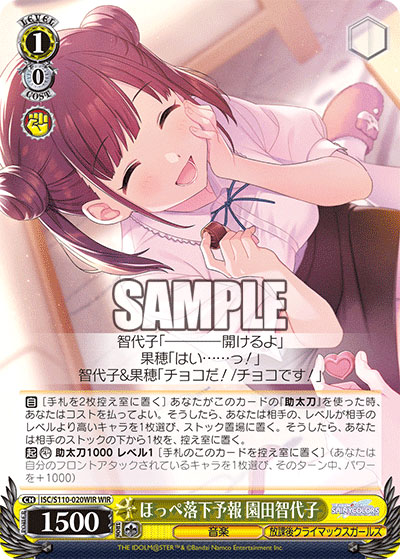 LEVEL
1
0
COST
SAMPLE
智代子「――――開けるよ」
果穂「はい……っ！」
智代子&果穂「チョコだ！/チョコです！」
自 [手札を2枚控え室に置く] あなたがこのカードの『助太刀』を使った時、
あなたはコストを払ってよい。そうしたら、あなたは相手の、レベルが相手の
レベルより高いキャラを1枚選び、ストック置場に置く。そうしたら、あなたは
相手のストックの下から1枚を、控え室に置く。
起 助太刀1000 レベル1 [手札のこのカードを控え室に置く] （あなたは
自分のフロントアタックされているキャラを1枚選び、そのターン中、パワー
を＋1000）
CH ISC/S110-020WIR WIR
1500
ほっぺ落下予報 園田智代子
SHINYCOLORS
音楽
放課後クライマックスガールズ
THE IDOLM@STER™& ©Bandai Namco Entertainment Inc.